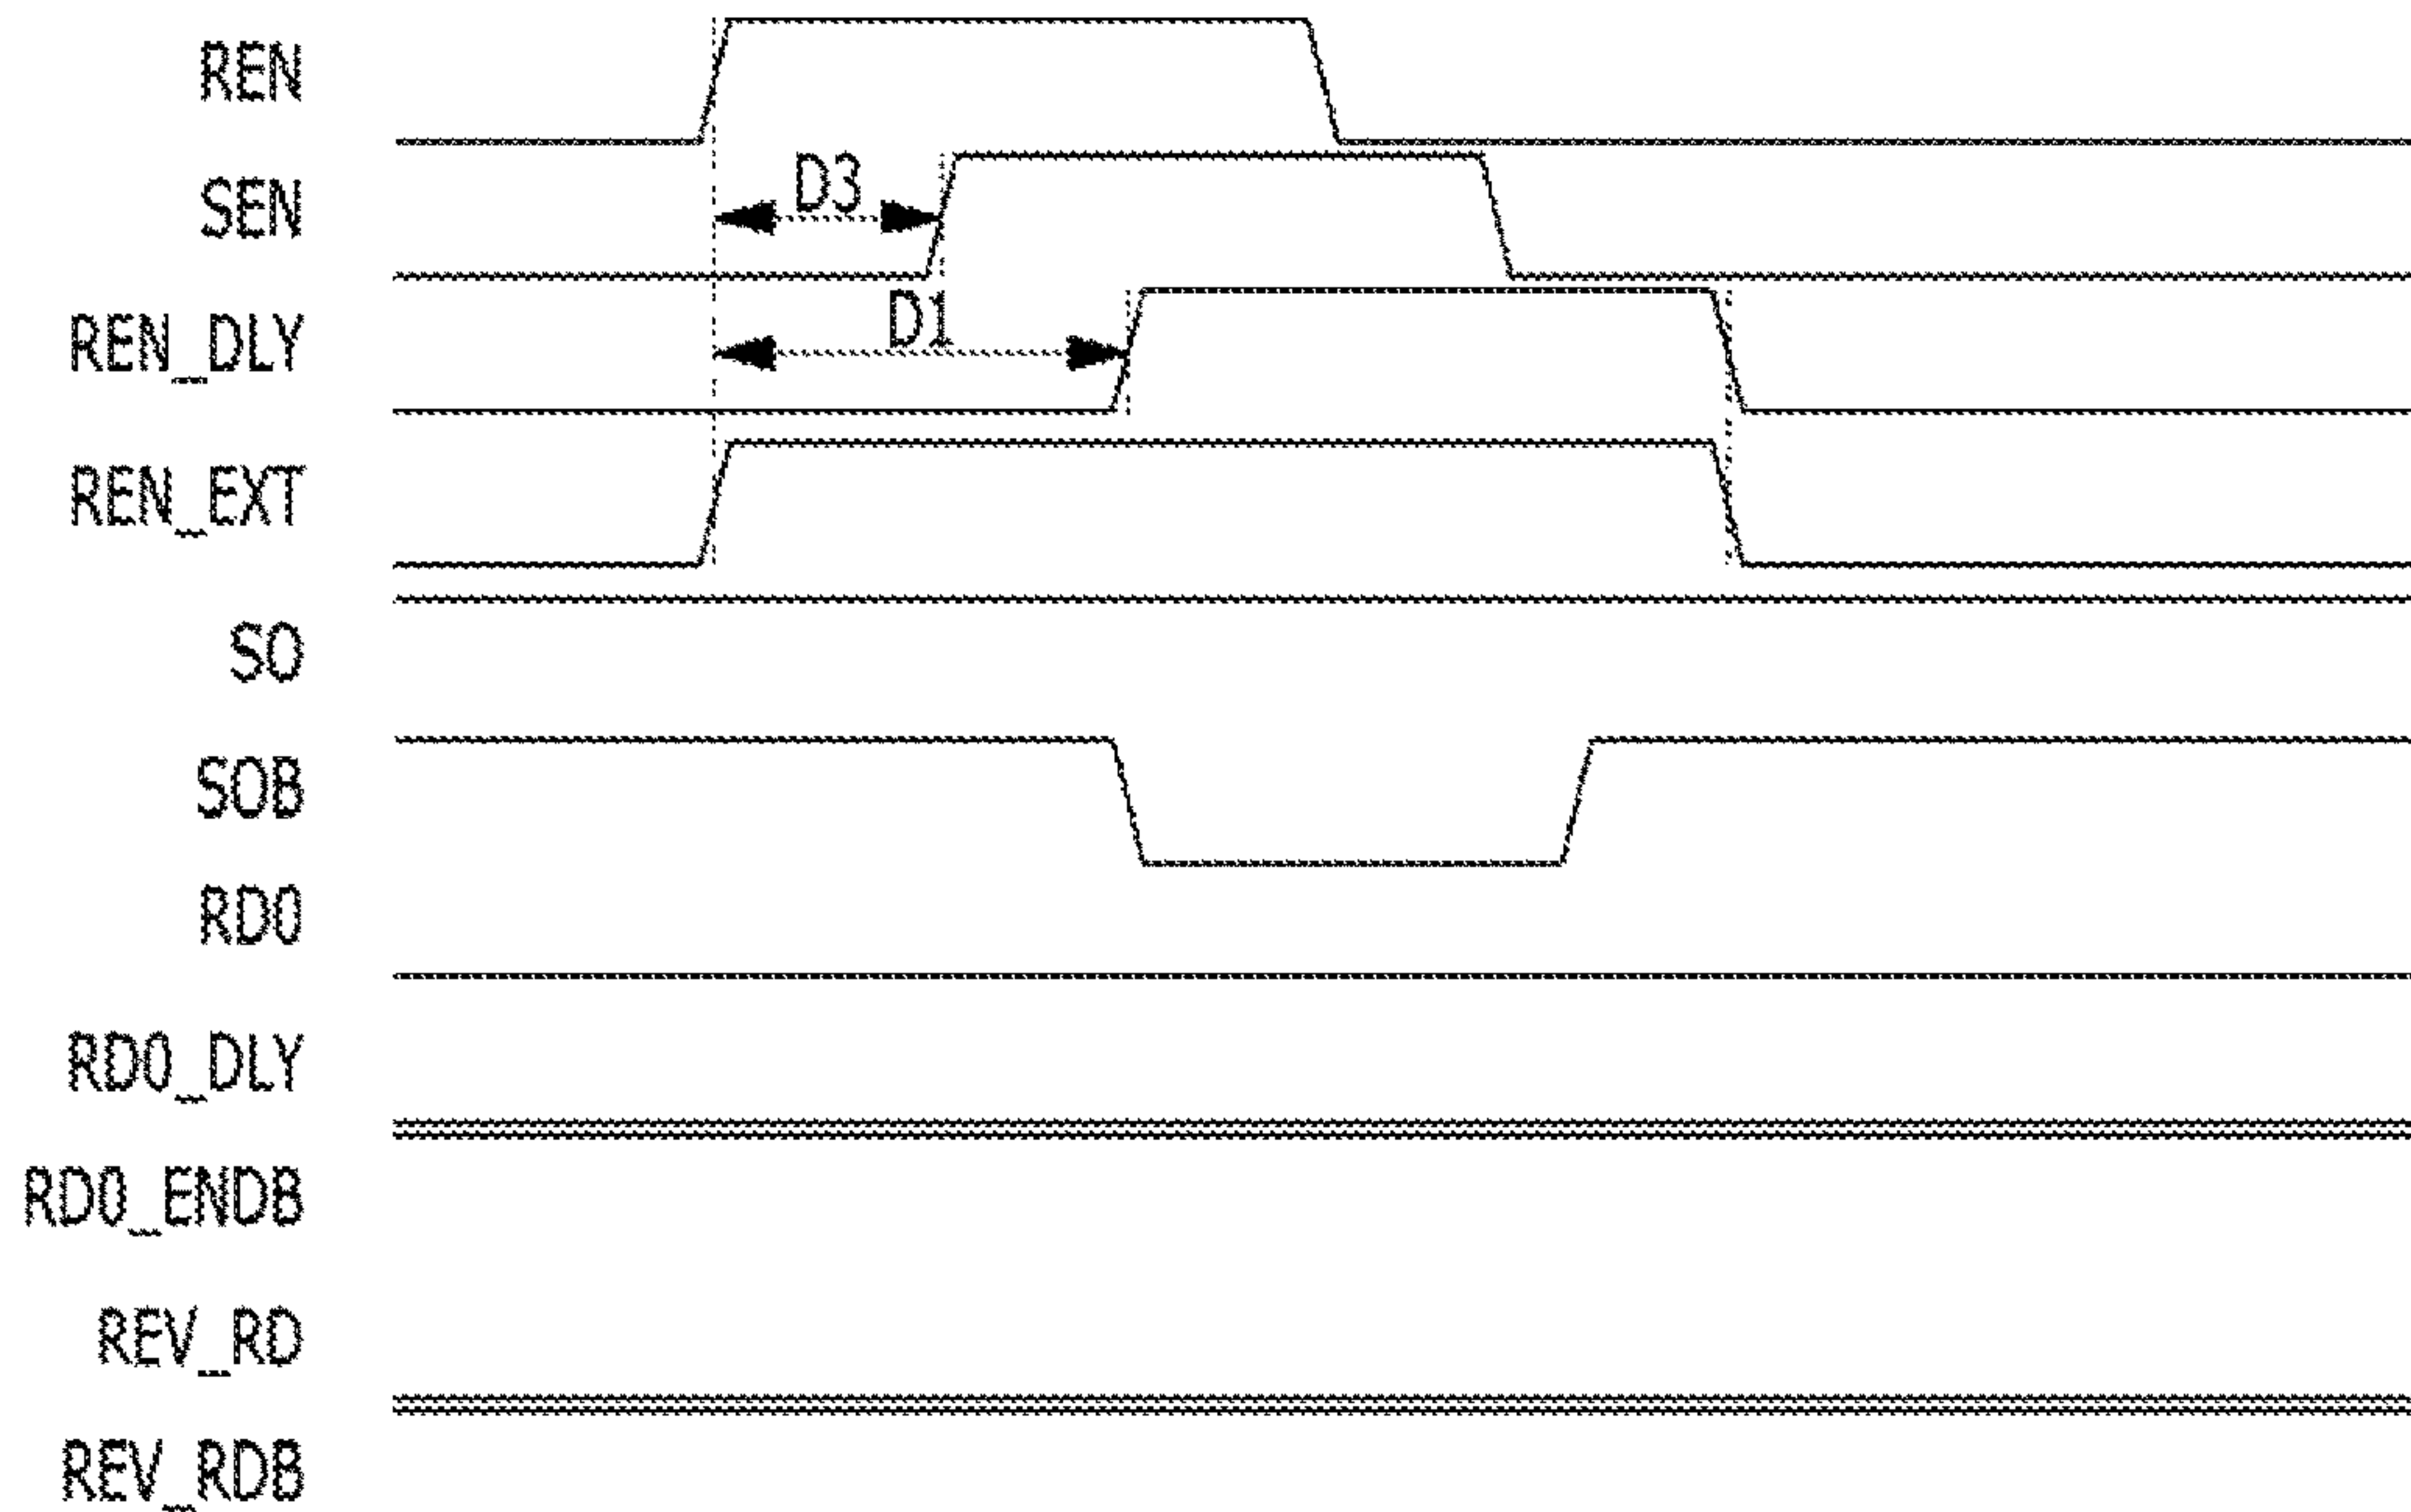 REN
SEN
D3
REN_DLY
D1
REN_EXT
SO
SOB
RD0
RD0_DLY
RD0_ENDB
REV_RD
REV_RDB